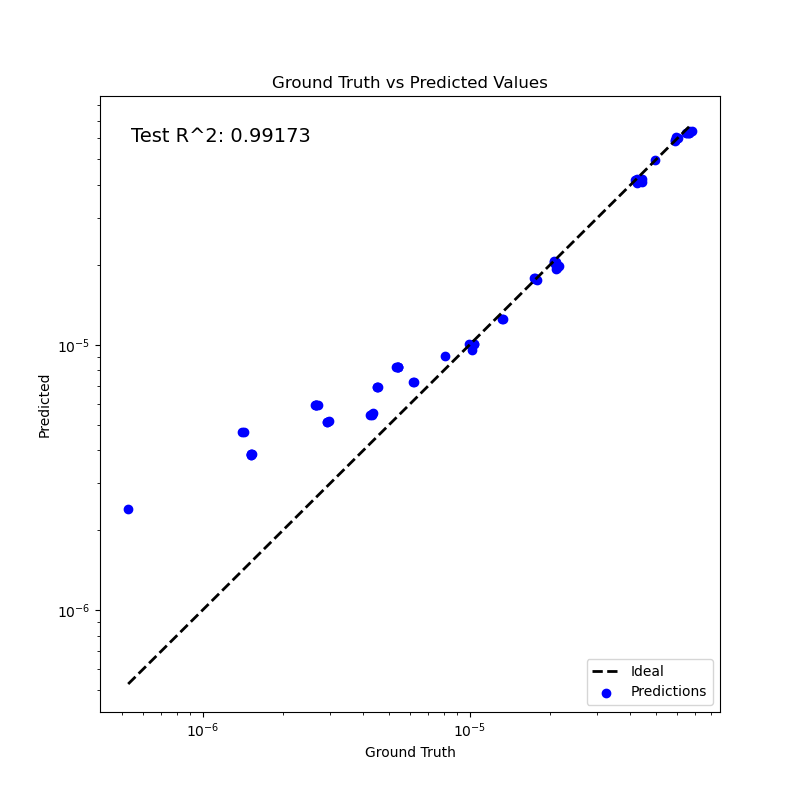 Ground Truth vs Predicted Values
Test R^2: 0.99173
Predicted
10⁻⁵
10⁻⁶
10⁻⁶
10⁻⁵
Ground Truth
Ideal
Predictions